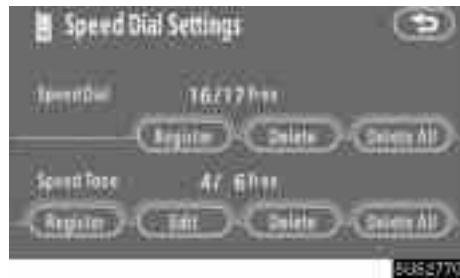 Speed Dial Settings
Speed Dial 16/17 free
Register Delete Delete All
Speed Tone 4/ 6 free
Register Edit Delete Delete All